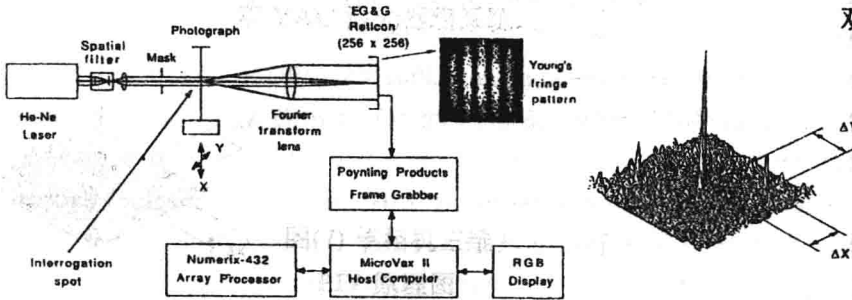 EG&G
Reticon
(256 x 256)
Photograph
Spatial
filter
Mask
Young's
fringe
pattern
He-Ne
Laser
Fourier
transform
lens
Y
X
Poynting Products
Frame Grabber
Interrogation
spot
Numerix-432
Array Processor
MicroVax II
Host Computer
RGB
Display
ΔX